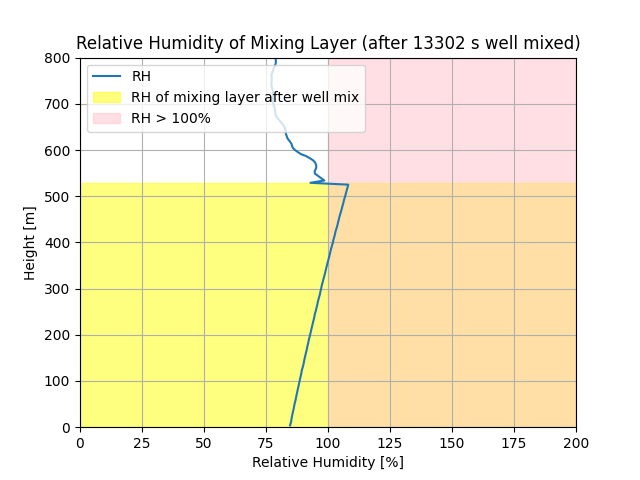 Relative Humidity of Mixing Layer (after 13302 s well mixed)
800
700
600
500
400
300
200
100
0
Height [m]
RH
RH of mixing layer after well mix
RH > 100%
0 25 50 75 100 125 150 175 200
Relative Humidity [%]